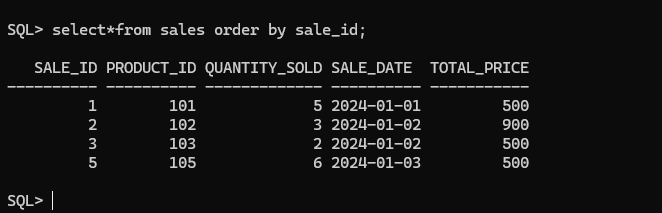 SQL> select*from sales order by sale_id;
SALE_ID PRODUCT_ID QUANTITY_SOLD SALE_DATE TOTAL_PRICE
---------- ---------- ------------- ---------- -----------
1 101 5 2024-01-01 500
2 102 3 2024-01-02 900
3 103 2 2024-01-02 500
5 105 6 2024-01-03 500
SQL>